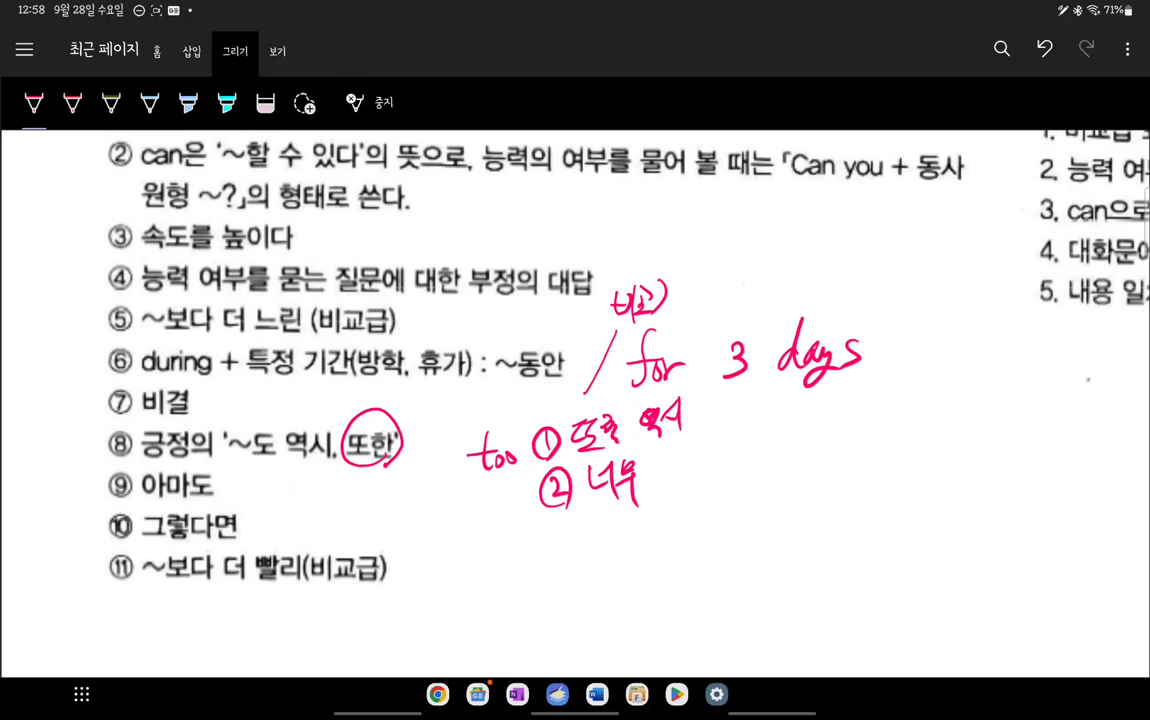 12:58 9월 28일 수요일 71%
최근 페이지 홈 삽입 그리기 보기
중지
② can은 '~할 수 있다'의 뜻으로, 능력의 여부를 물어 볼 때는 「Can you + 동사
원형 ~?」의 형태로 쓴다.
③ 속도를 높이다
④ 능력 여부를 묻는 질문에 대한 부정의 대답
⑤ ~보다 더 느린 (비교급)
비교)
⑥ during + 특정 기간(방학, 휴가) : ~동안 / for 3 days
⑦ 비결
⑧ 긍정의 '~도 역시, 또한'
too ① 또한 역시
② 너무
⑨ 아마도
⑩ 그렇다면
⑪ ~보다 더 빨리(비교급)
2. 능력 여
3. can으로
4. 대화문에
5. 내용 일